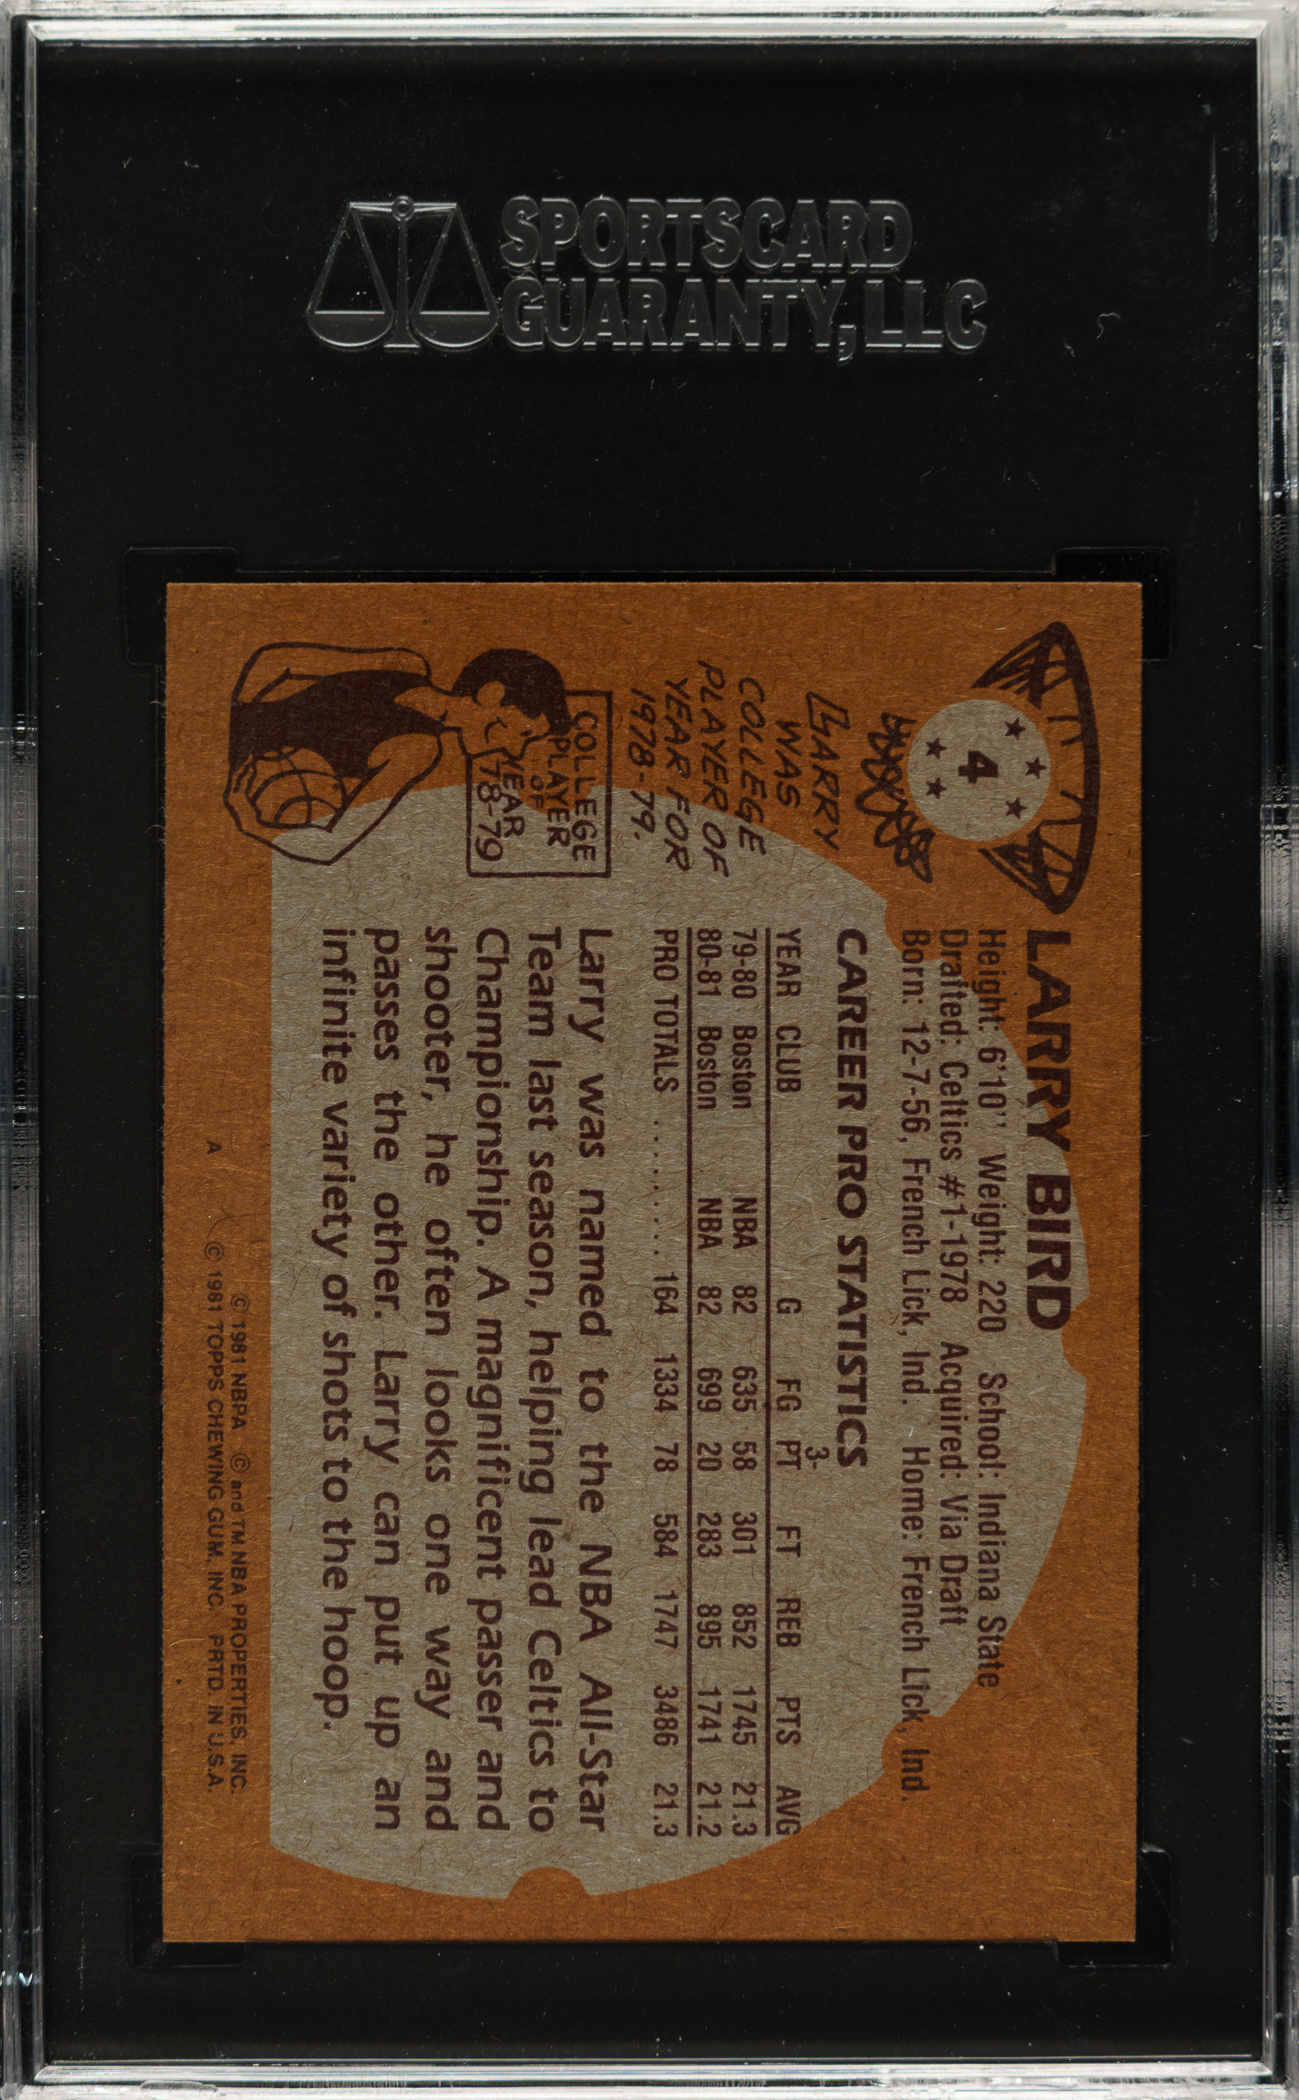 SPORTSCARD
GUARANTY, LLC
4
LARRY BIRD
Height: 6'10" Weight: 220 School: Indiana State
Drafted: Celtics #1-1978 Acquired: Via Draft
Born: 12-7-56, French Lick, Ind. Home: French Lick, Ind.
CAREER PRO STATISTICS
YEAR CLUB G FG 3-PT FT REB PTS AVG
79-80 Boston NBA 82 635 58 301 852 1745 21.3
80-81 Boston NBA 82 699 20 283 895 1741 21.2
PRO TOTALS .......... 164 1334 78 584 1747 3486 21.3
LARRY
WAS
COLLEGE
PLAYER OF
YEAR FOR
1978-79.
COLLEGE
PLAYER
OF
YEAR
78-79
Larry was named to the NBA All-Star
Team last season, helping lead Celtics to
Championship. A magnificent passer and
shooter, he often looks one way and
passes the other. Larry can put up an
infinite variety of shots to the hoop.
© 1981 NBPA © and TM NBA PROPERTIES, INC.
A © 1981 TOPPS CHEWING GUM, INC. PRTD. IN U.S.A.